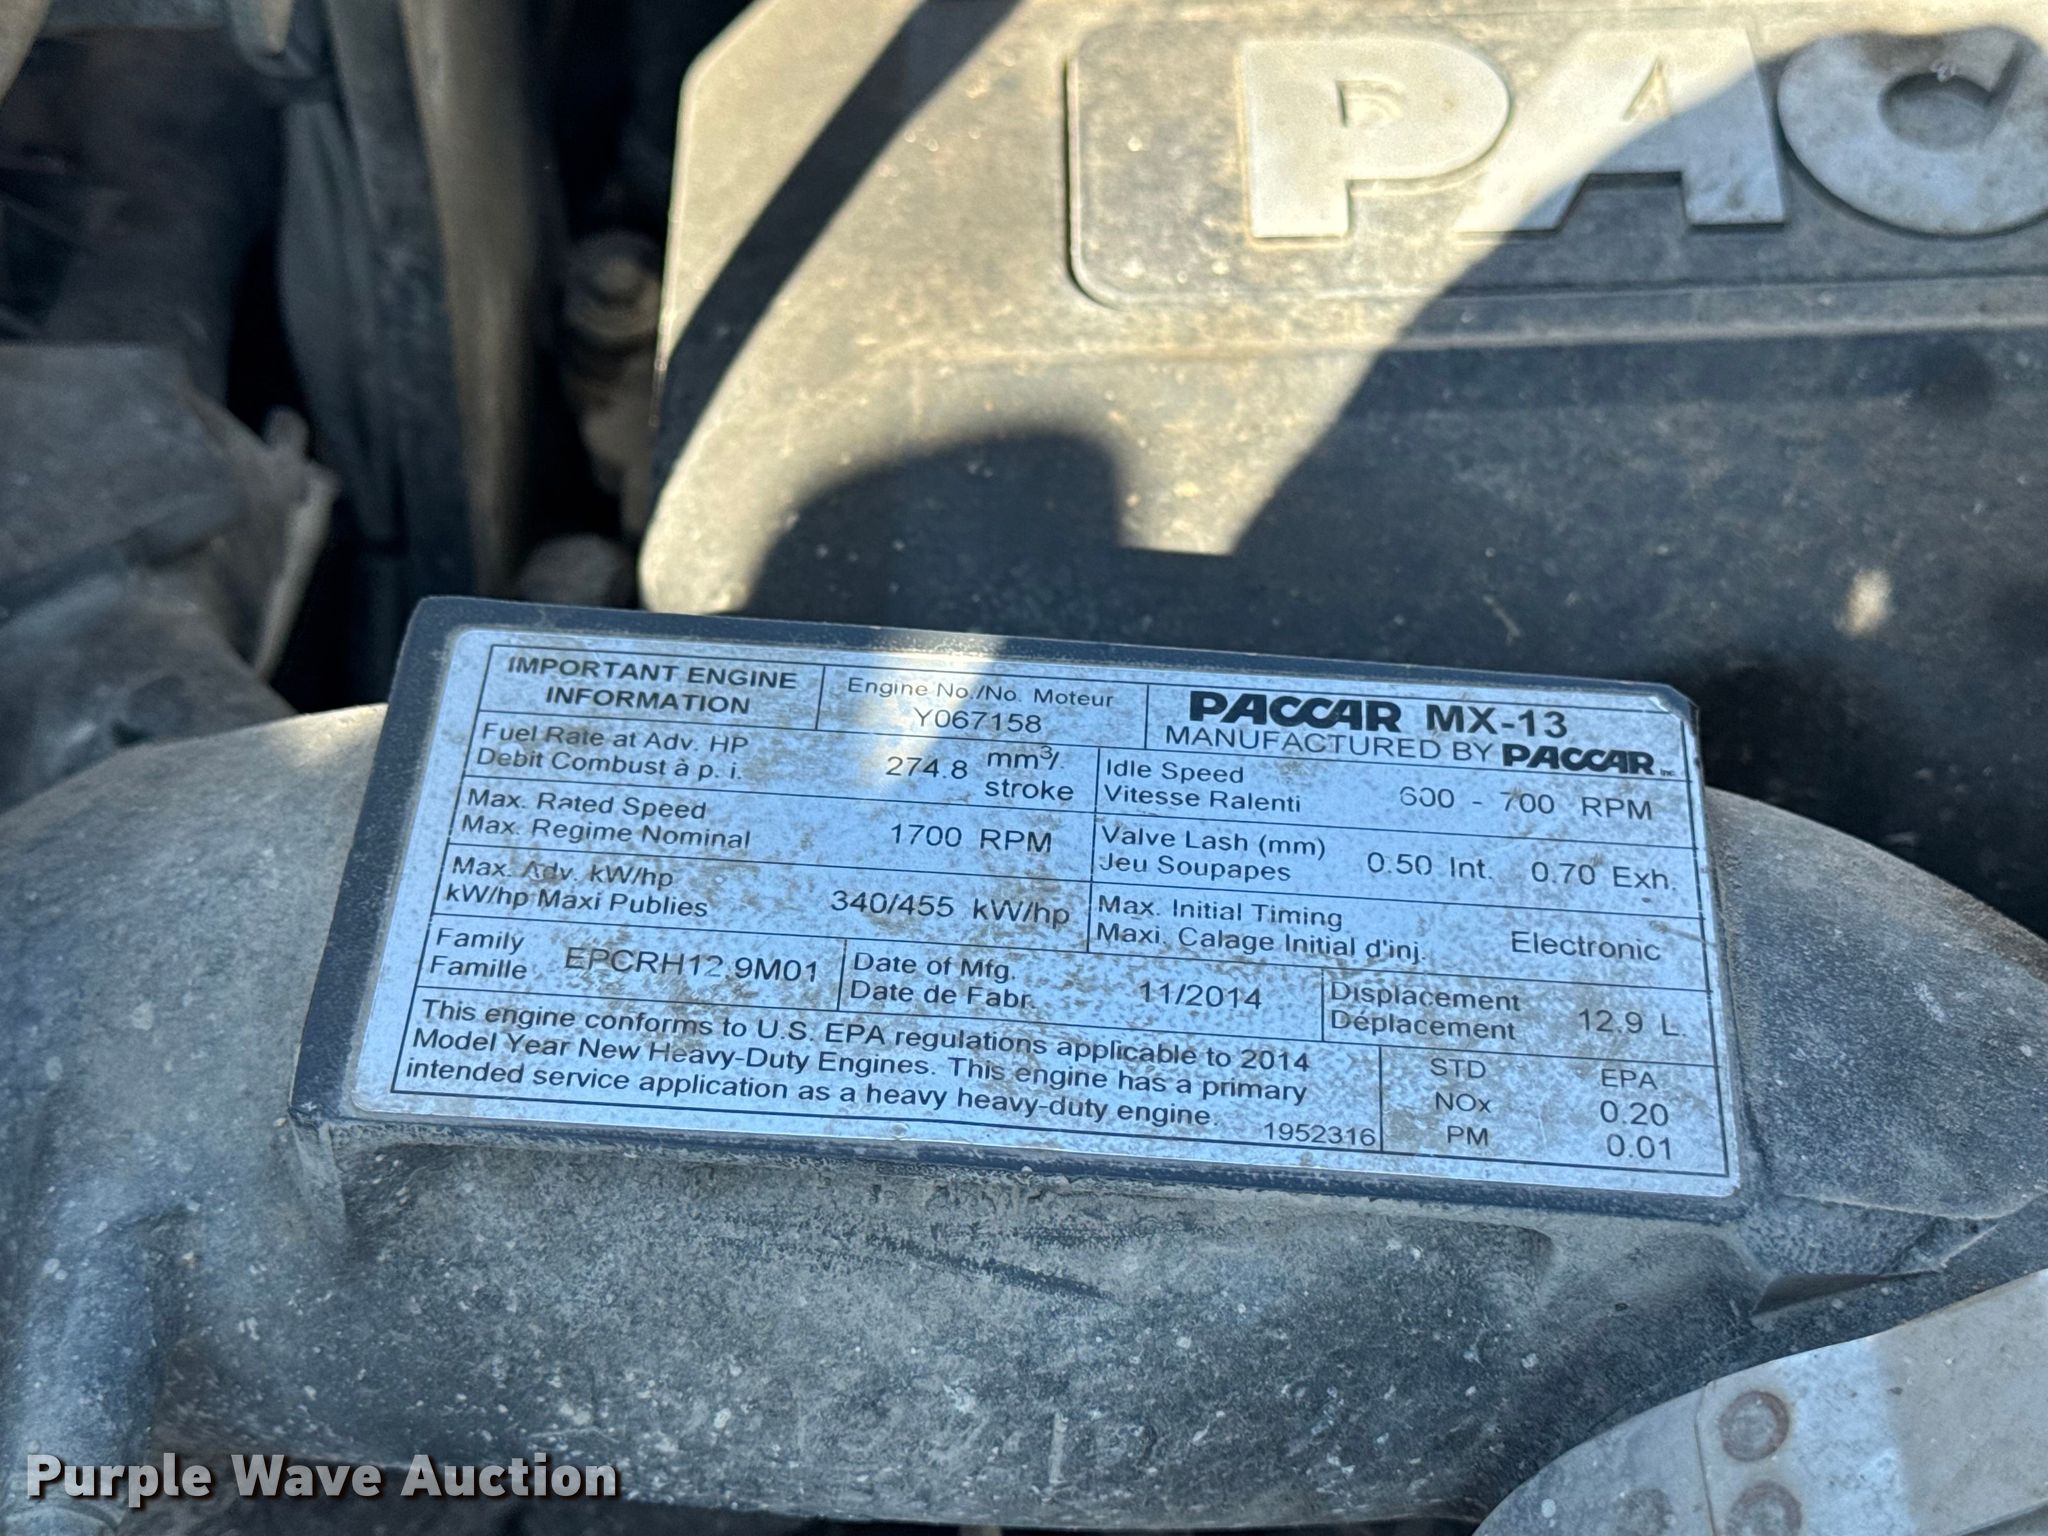 PAC
IMPORTANT ENGINE
INFORMATION
Engine No./No. Moteur
Y067158
PACCAR MX-13
MANUFACTURED BY PACCAR Inc.
Fuel Rate at Adv. HP
Debit Combust à p. i.
274.8 mm³/.
stroke
Idle Speed
Vitesse Ralenti
600 - 700 RPM
Max. Rated Speed
Max. Regime Nominal
1700 RPM
Valve Lash (mm)
Jeu Soupapes
0.50 Int. 0.70 Exh.
Max. Adv. kW/hp
kW/hp Maxi Publies
340/455 kW/hp
Max. Initial Timing
Maxi. Calage Initial d'inj.
Electronic
Family
Famille
EPCRH12.9M01
Date of Mfg.
Date de Fabr.
11/2014
Displacement
Déplacement
12.9 L.
This engine conforms to U.S. EPA regulations applicable to 2014
Model Year New Heavy-Duty Engines. This engine has a primary
intended service application as a heavy heavy-duty engine.
1952316
STD EPA
NOx 0.20
PM 0.01
Purple Wave Auction